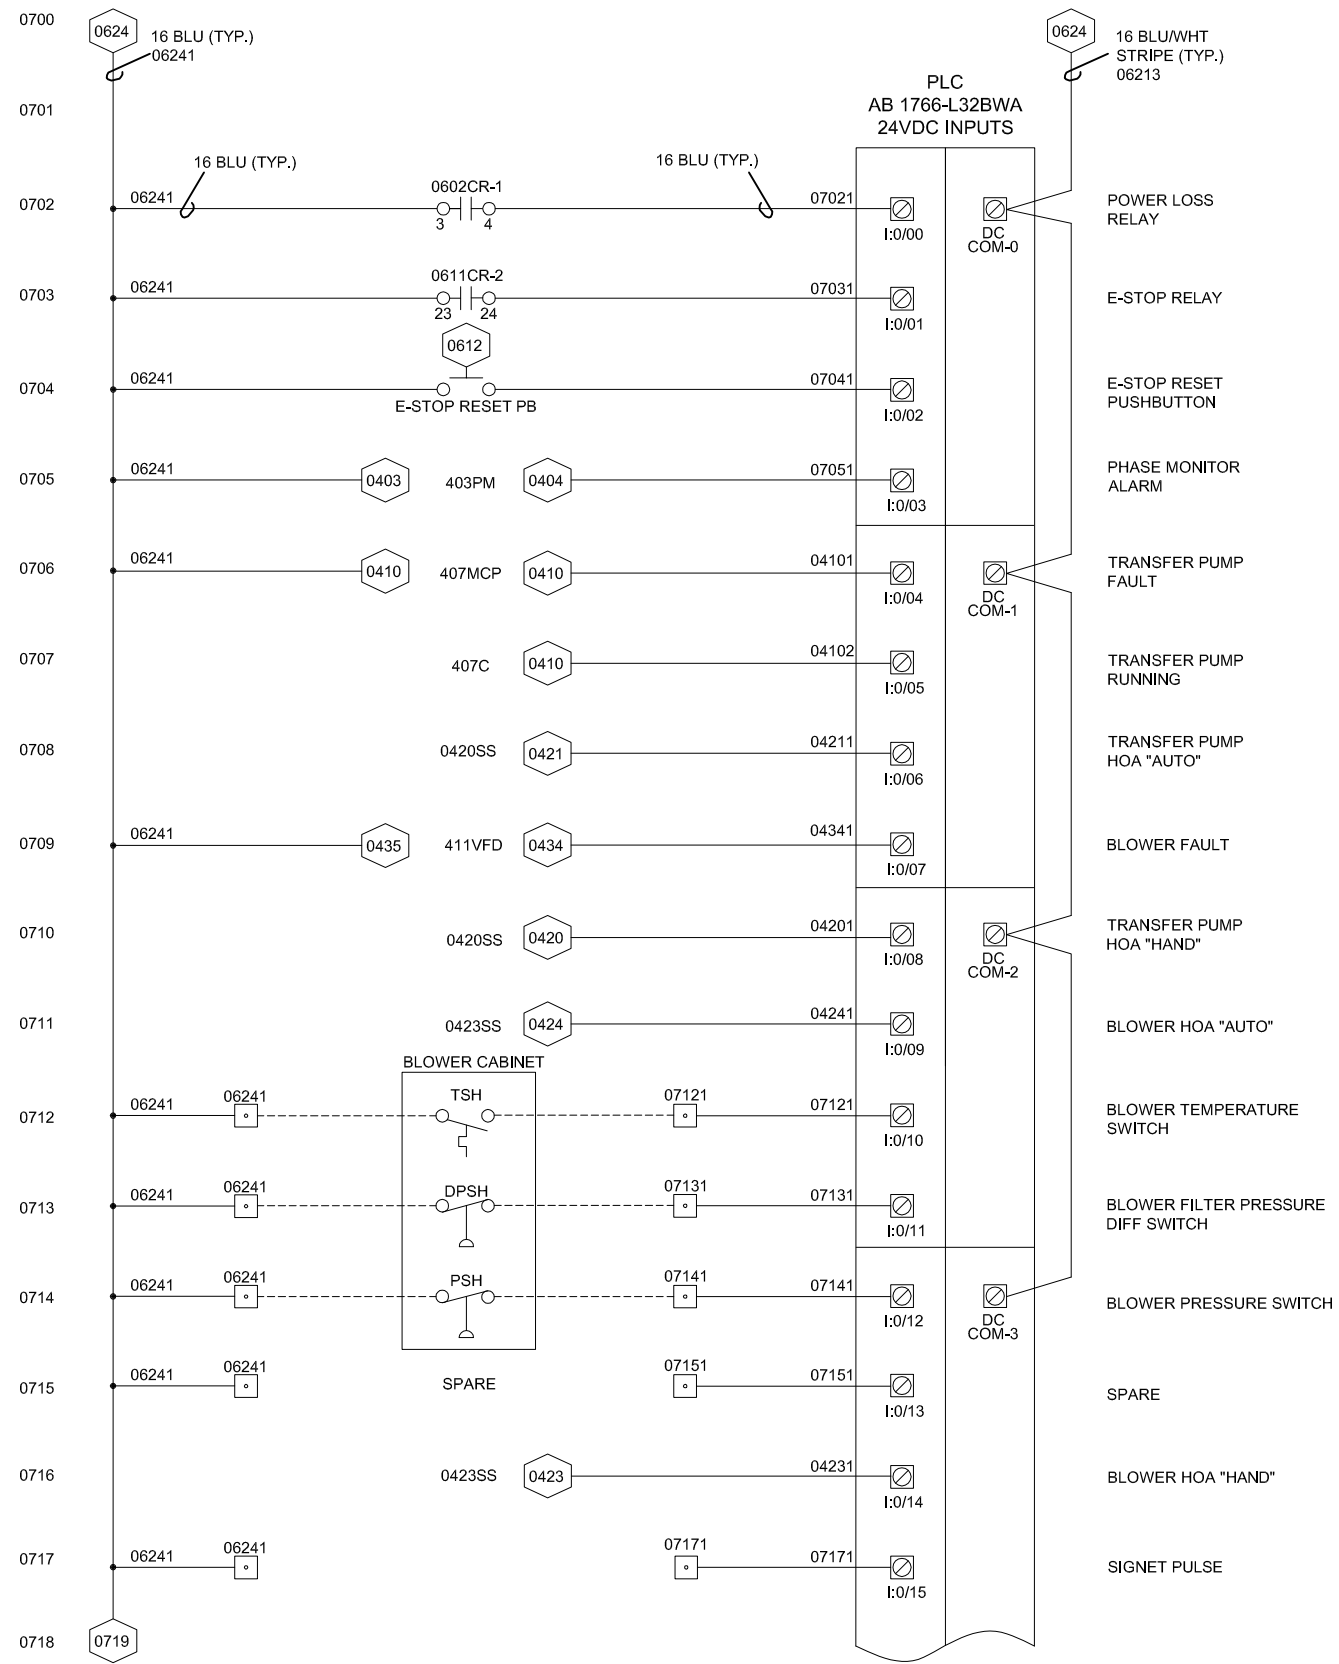 0700
0624
16 BLU (TYP.)
06241
0624
16 BLU/WHT
STRIPE (TYP.)
06213
0701
PLC
AB 1766-L32BWA
24VDC INPUTS
16 BLU (TYP.)
16 BLU (TYP.)
0702
06241
0602CR-1
3
4
07021
I:0/00
DC
COM-0
POWER LOSS
RELAY
0703
06241
0611CR-2
23
24
07031
I:0/01
E-STOP RELAY
0612
0704
06241
E-STOP RESET PB
07041
I:0/02
E-STOP RESET
PUSHBUTTON
0705
06241
0403
403PM
0404
07051
I:0/03
PHASE MONITOR
ALARM
0706
06241
0410
407MCP
0410
04101
I:0/04
DC
COM-1
TRANSFER PUMP
FAULT
0707
407C
0410
04102
I:0/05
TRANSFER PUMP
RUNNING
0708
0420SS
0421
04211
I:0/06
TRANSFER PUMP
HOA "AUTO"
0709
06241
0435
411VFD
0434
04341
I:0/07
BLOWER FAULT
0710
0420SS
0420
04201
I:0/08
DC
COM-2
TRANSFER PUMP
HOA "HAND"
0711
0423SS
0424
04241
I:0/09
BLOWER HOA "AUTO"
BLOWER CABINET
0712
06241
06241
TSH
07121
07121
I:0/10
BLOWER TEMPERATURE
SWITCH
0713
06241
06241
DPSH
07131
07131
I:0/11
BLOWER FILTER PRESSURE
DIFF SWITCH
0714
06241
06241
PSH
07141
07141
I:0/12
DC
COM-3
BLOWER PRESSURE SWITCH
0715
06241
06241
SPARE
07151
07151
I:0/13
SPARE
0716
0423SS
0423
04231
I:0/14
BLOWER HOA "HAND"
0717
06241
06241
07171
07171
I:0/15
SIGNET PULSE
0718
0719